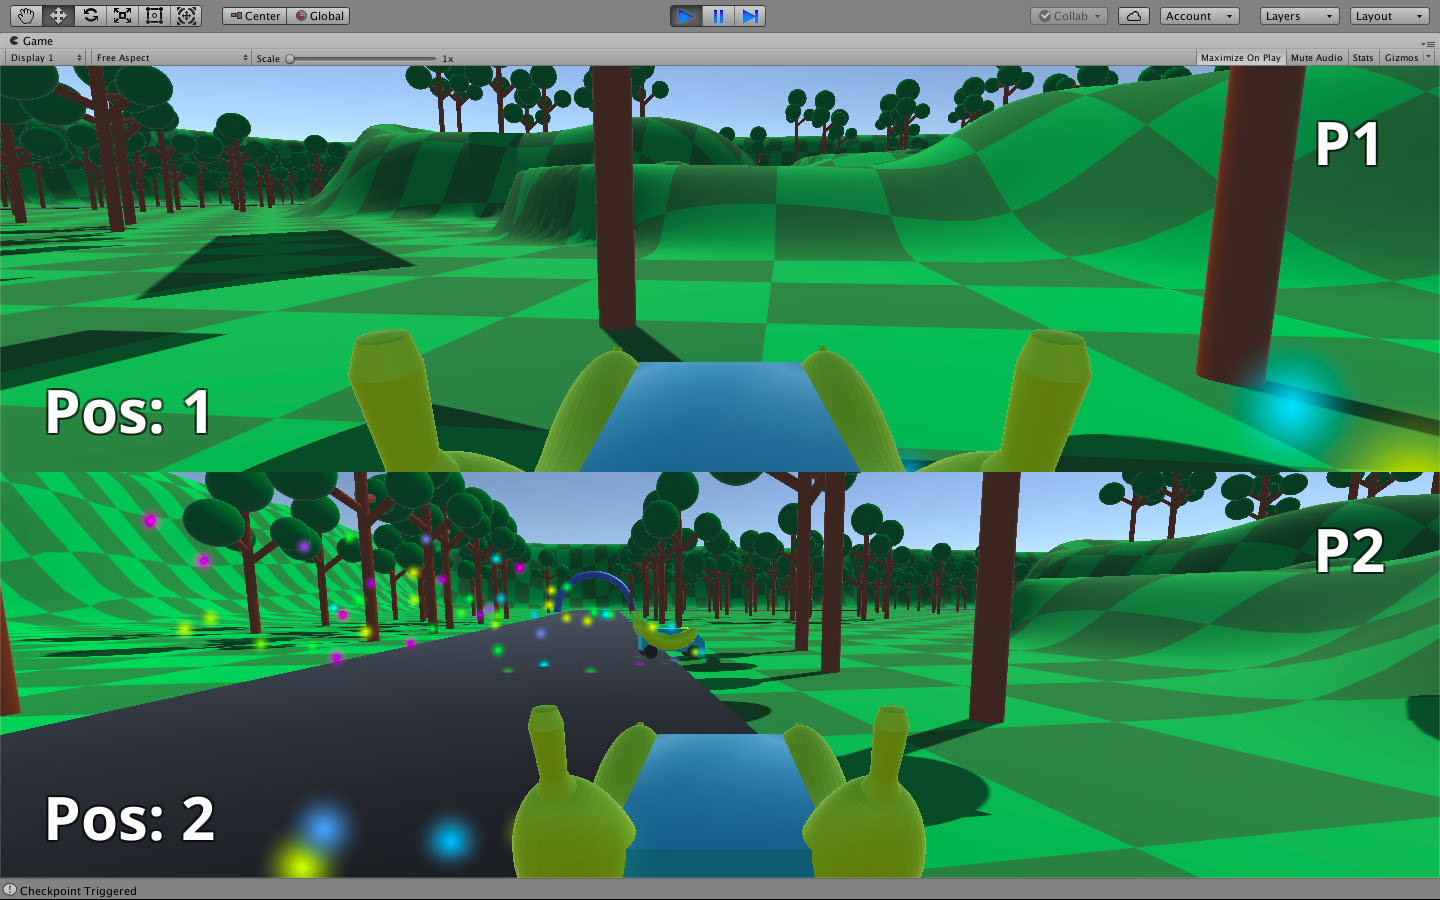 Center Global Collab Account Layers Layout
Game
Display 1 Free Aspect Scale 1x Maximize On Play Mute Audio Stats Gizmos
P1
Pos: 1
P2
Pos: 2
Checkpoint Triggered